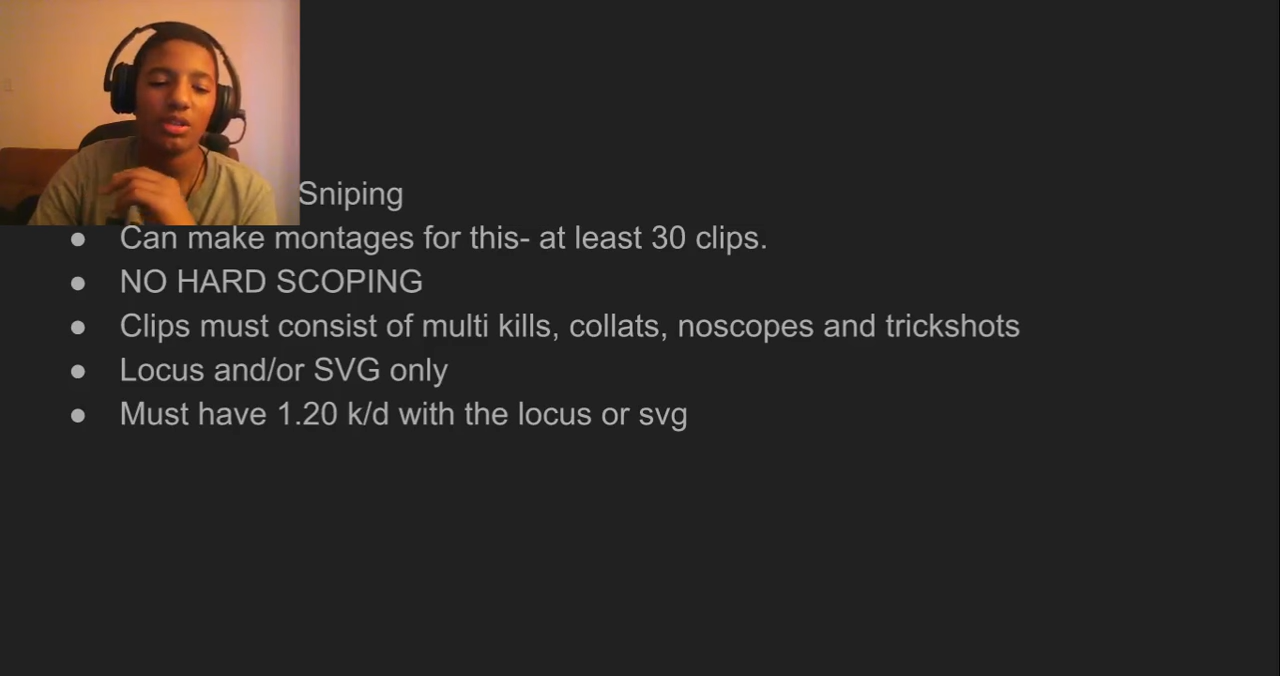 Sniping
● Can make montages for this- at least 30 clips.
● NO HARD SCOPING
● Clips must consist of multi kills, collats, noscopes and trickshots
● Locus and/or SVG only
● Must have 1.20 k/d with the locus or svg